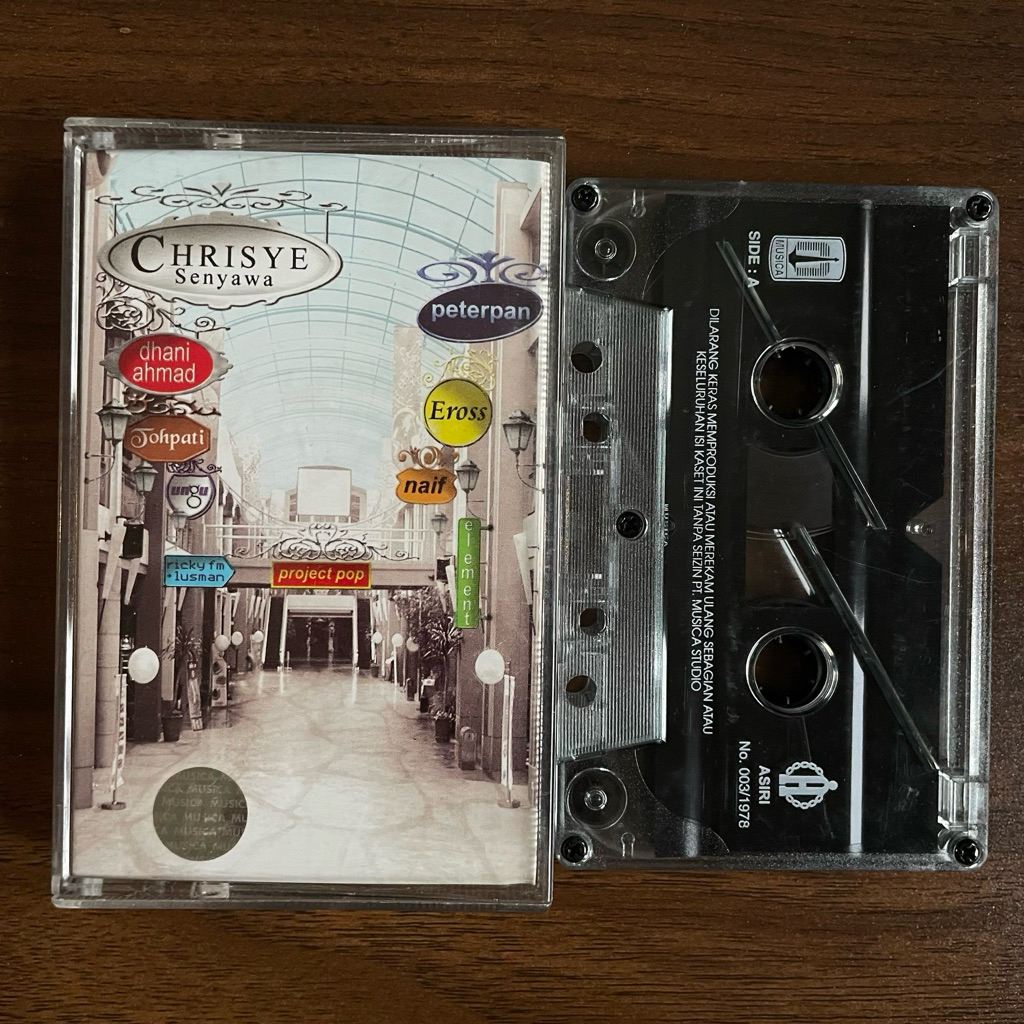 CHRISYE
Senyawa
peterpan
dhani
ahmad
Eross
Tohpati
ungu
naif
element
ricky fm
+lusman
project pop
MUSICA
MUSICA
SIDE : A
DILARANG KERAS MEMPRODUKSI ATAU MEREKAM ULANG SEBAGIAN ATAU
KESELURUHAN ISI KASET INI TANPA SEIZIN PT. MUSICA STUDIO
ASIRI
No. 003/1978